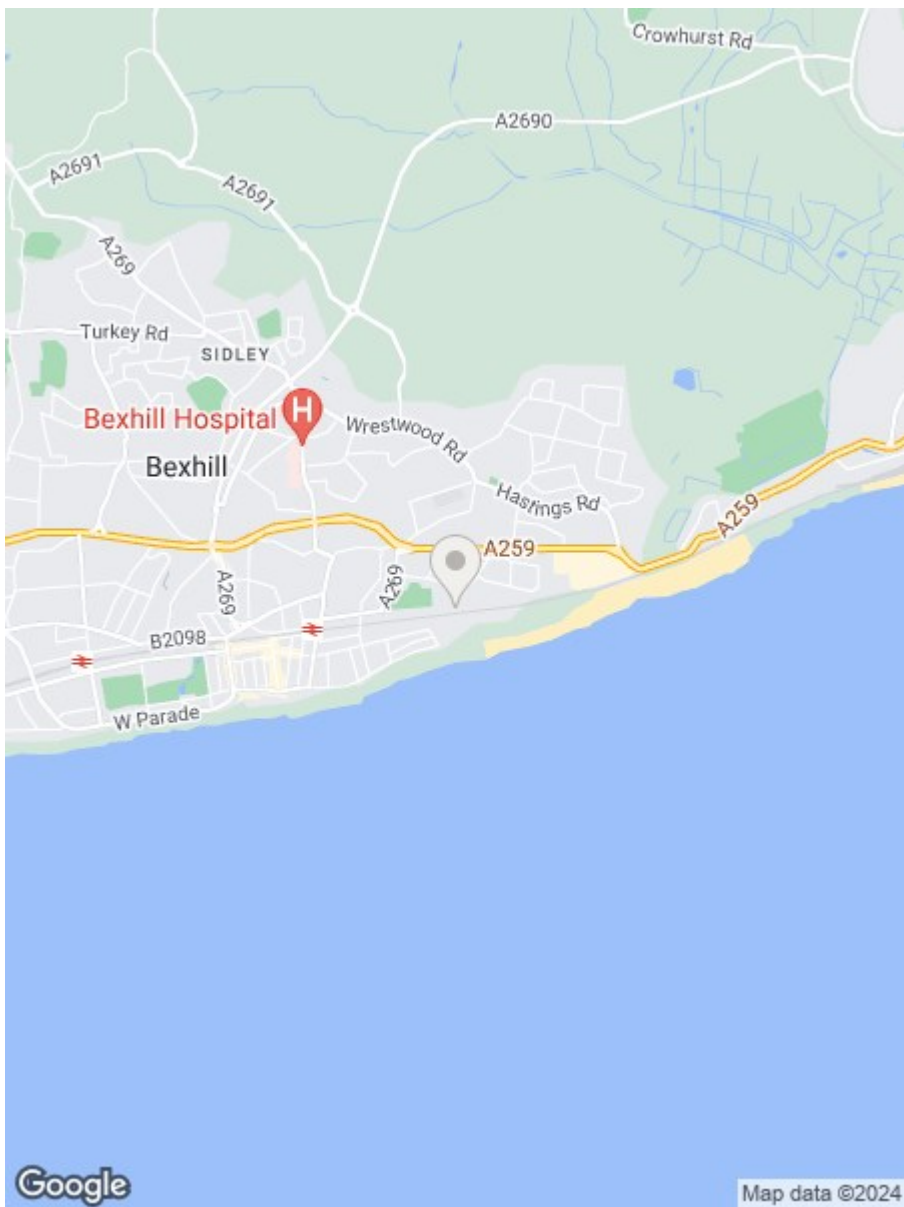 Crowhurst Rd
A2690
A2691
A2691
A269
Turkey Rd
SIDLEY
Bexhill Hospital
H
Wrestwood Rd
Bexhill
Hastings Rd
A259
A259
A269
A269
B2098
W Parade
Google
Map data ©2024